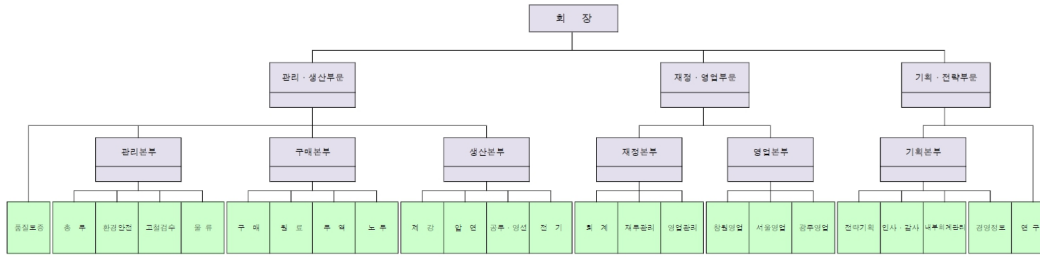 회 장
관리 · 생산부문
재정 · 영업부문
기획 · 전략부문
관리본부
구매본부
생산본부
재정본부
영업본부
기획본부
품질보증
총 무
환경안전
고철검수
물 류
구 매
원 료
무 역
노 무
제 강
압 연
공무 · 영선
전 기
회 계
재무관리
영업관리
창원영업
서울영업
광주영업
전략기획
인사 · 감사
내부회계관리
경영정보
연 구